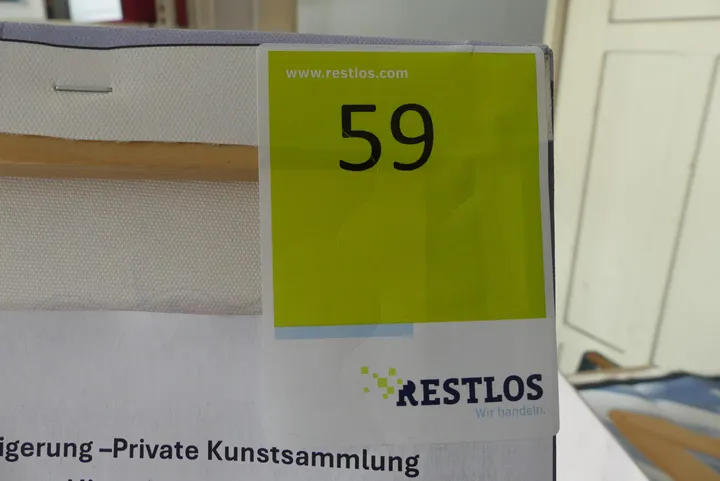 www.restlos.com
59
RESTLOS
Wir handeln.
igerung –Private Kunstsammlung